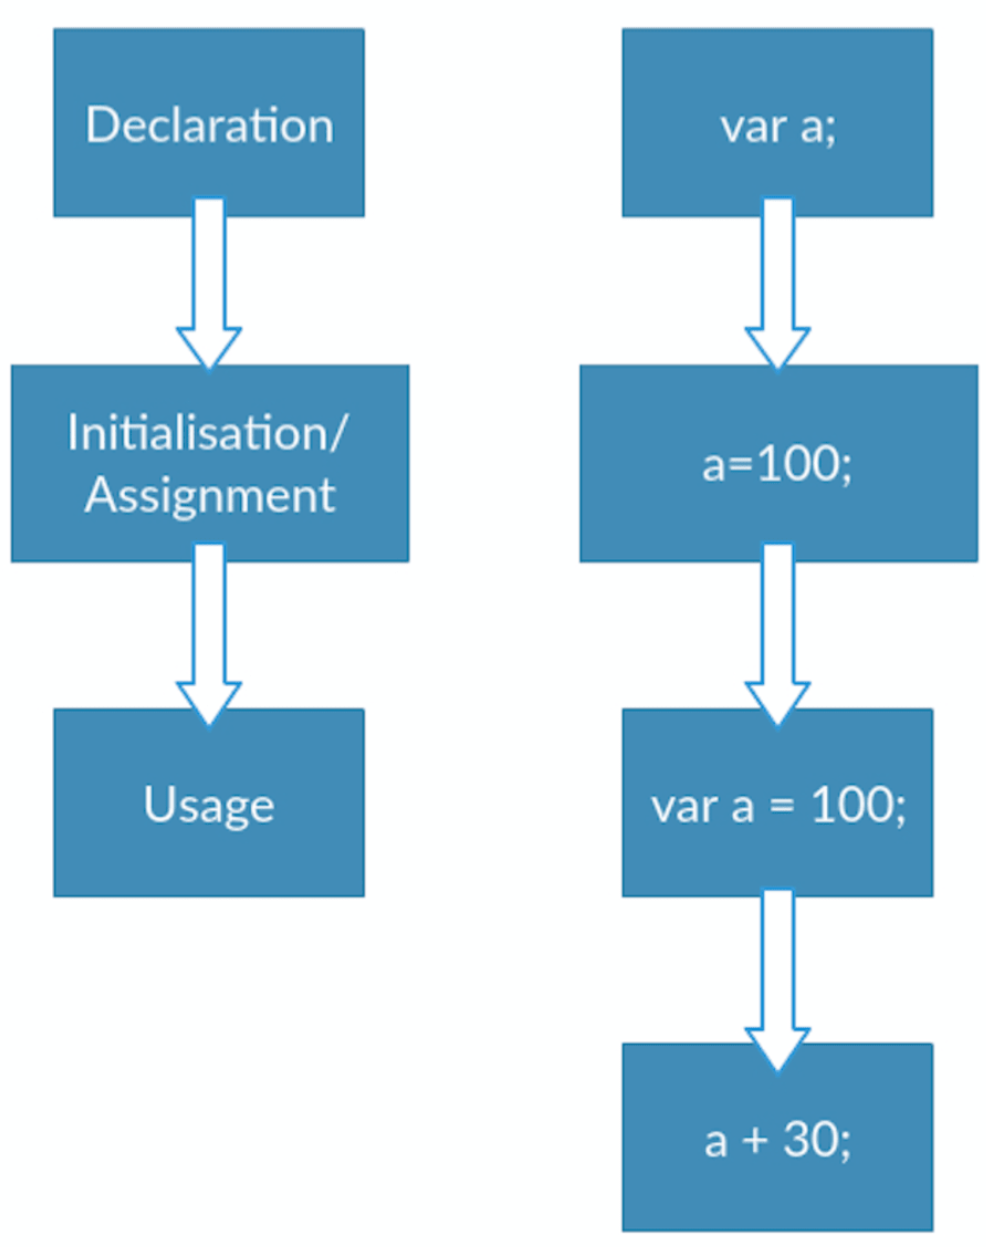 Declaration
Initialisation/
Assignment
Usage
var a;
a=100;
var a = 100;
a + 30;